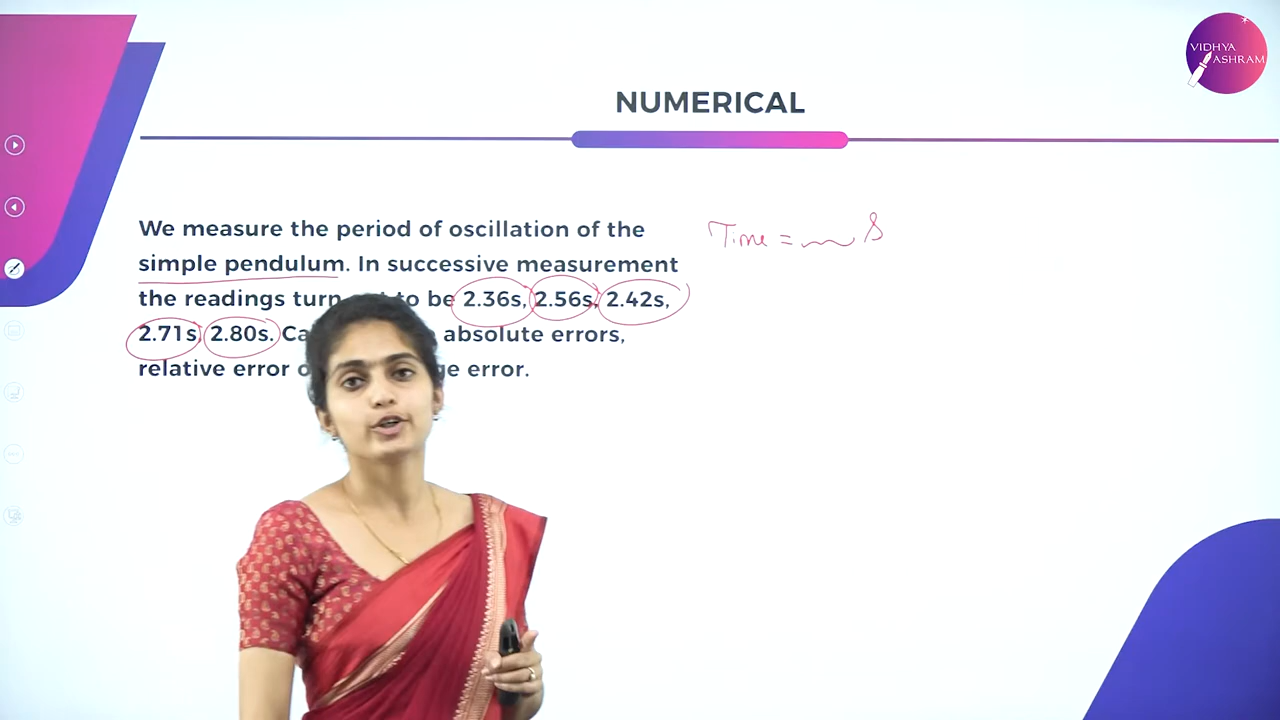 VIDHYA
ASHRAM
NUMERICAL
We measure the period of oscillation of the
simple pendulum. In successive measurement
the readings turn to be 2.36s, 2.56s, 2.42s,
2.71s, 2.80s. absolute errors,
relative error error.
Time = S